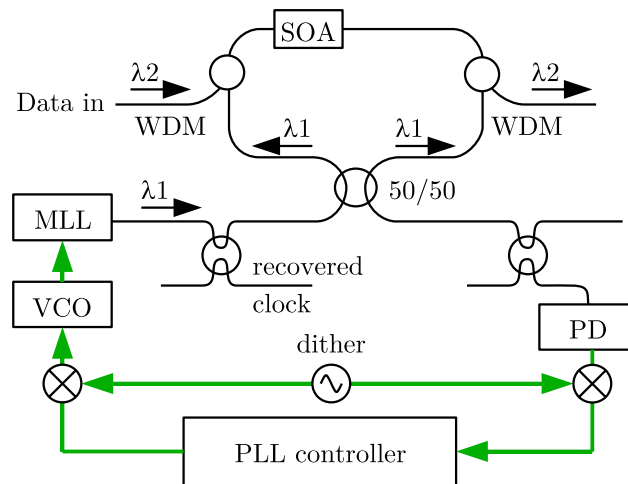 SOA
λ2
λ2
Data in
WDM
λ1
λ1
WDM
λ1
50/50
MLL
recovered
clock
VCO
PD
dither
PLL controller